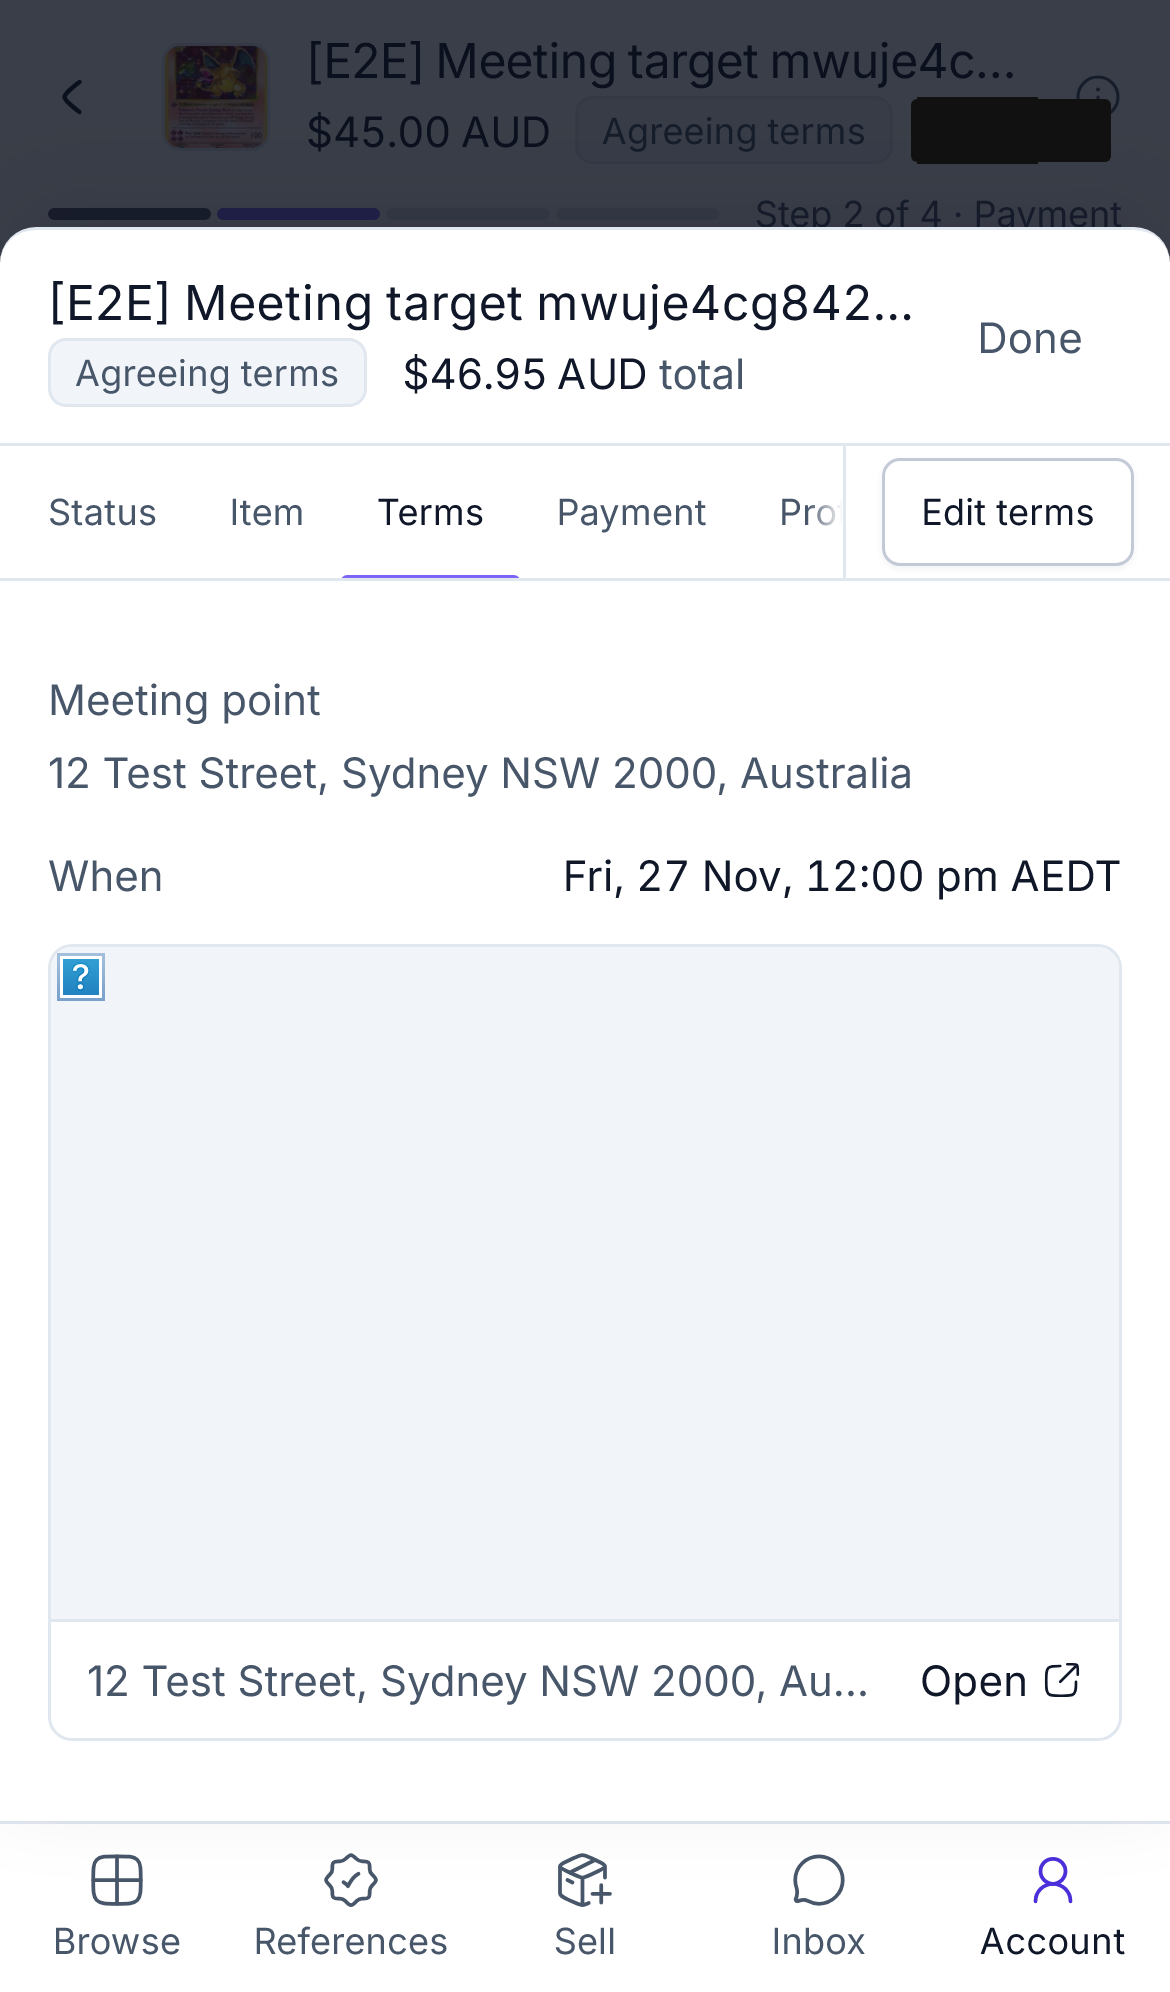 [E2E] Meeting target mwuje4c...
$45.00 AUD Agreeing terms
Step 2 of 4 · Payment
[E2E] Meeting target mwuje4cg842...
Done
Agreeing terms $46.95 AUD total
Status Item Terms Payment Pro
Edit terms
Meeting point
12 Test Street, Sydney NSW 2000, Australia
When Fri, 27 Nov, 12:00 pm AEDT
?
12 Test Street, Sydney NSW 2000, Au... Open
Browse References Sell Inbox Account